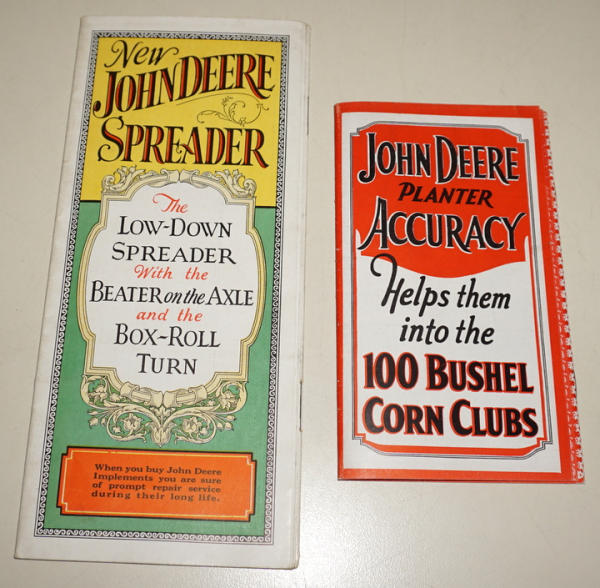 New
JOHN DEERE
SPREADER
The
LOW-DOWN
SPREADER
With the
BEATER on the AXLE
and the
BOX-ROLL
TURN
When you buy John Deere
Implements you are sure
of prompt repair service
during their long life.
JOHN DEERE
PLANTER
ACCURACY
Helps them
into the
100 BUSHEL
CORN CLUBS